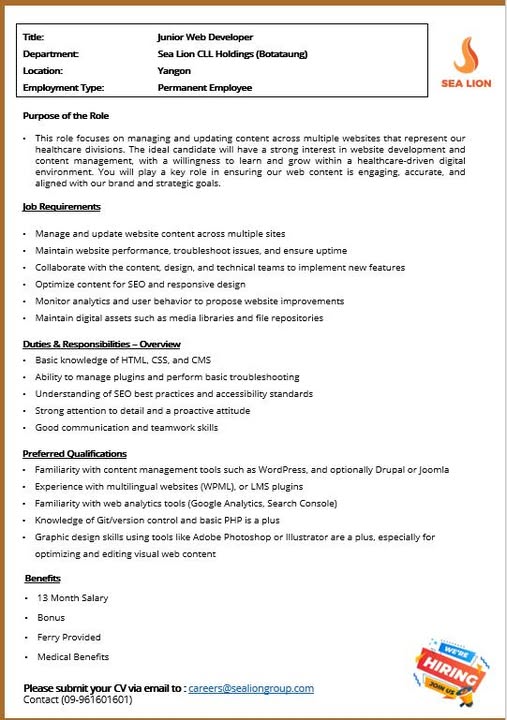 Title: Junior Web Developer
Department: Sea Lion CLL Holdings (Botataung)
Location: Yangon
Employment Type: Permanent Employee
SEA LION
Purpose of the Role
• This role focuses on managing and updating content across multiple websites that represent our
healthcare divisions. The ideal candidate will have a strong interest in website development and
content management, with a willingness to learn and grow within a healthcare-driven digital
environment. You will play a key role in ensuring our web content is engaging, accurate, and
aligned with our brand and strategic goals.
Job Requirements
• Manage and update website content across multiple sites
• Maintain website performance, troubleshoot issues, and ensure uptime
• Collaborate with the content, design, and technical teams to implement new features
• Optimize content for SEO and responsive design
• Monitor analytics and user behavior to propose website improvements
• Maintain digital assets such as media libraries and file repositories
Duties & Responsibilities – Overview
• Basic knowledge of HTML, CSS, and CMS
• Ability to manage plugins and perform basic troubleshooting
• Understanding of SEO best practices and accessibility standards
• Strong attention to detail and a proactive attitude
• Good communication and teamwork skills
Preferred Qualifications
• Familiarity with content management tools such as WordPress, and optionally Drupal or Joomla
• Experience with multilingual websites (WPML), or LMS plugins
• Familiarity with web analytics tools (Google Analytics, Search Console)
• Knowledge of Git/version control and basic PHP is a plus
• Graphic design skills using tools like Adobe Photoshop or Illustrator are a plus, especially for
optimizing and editing visual web content
Benefits
• 13 Month Salary
• Bonus
• Ferry Provided
• Medical Benefits
WE'RE
HIRING
JOIN US
Please submit your CV via email to : careers@sealiongroup.com
Contact (09-961601601)